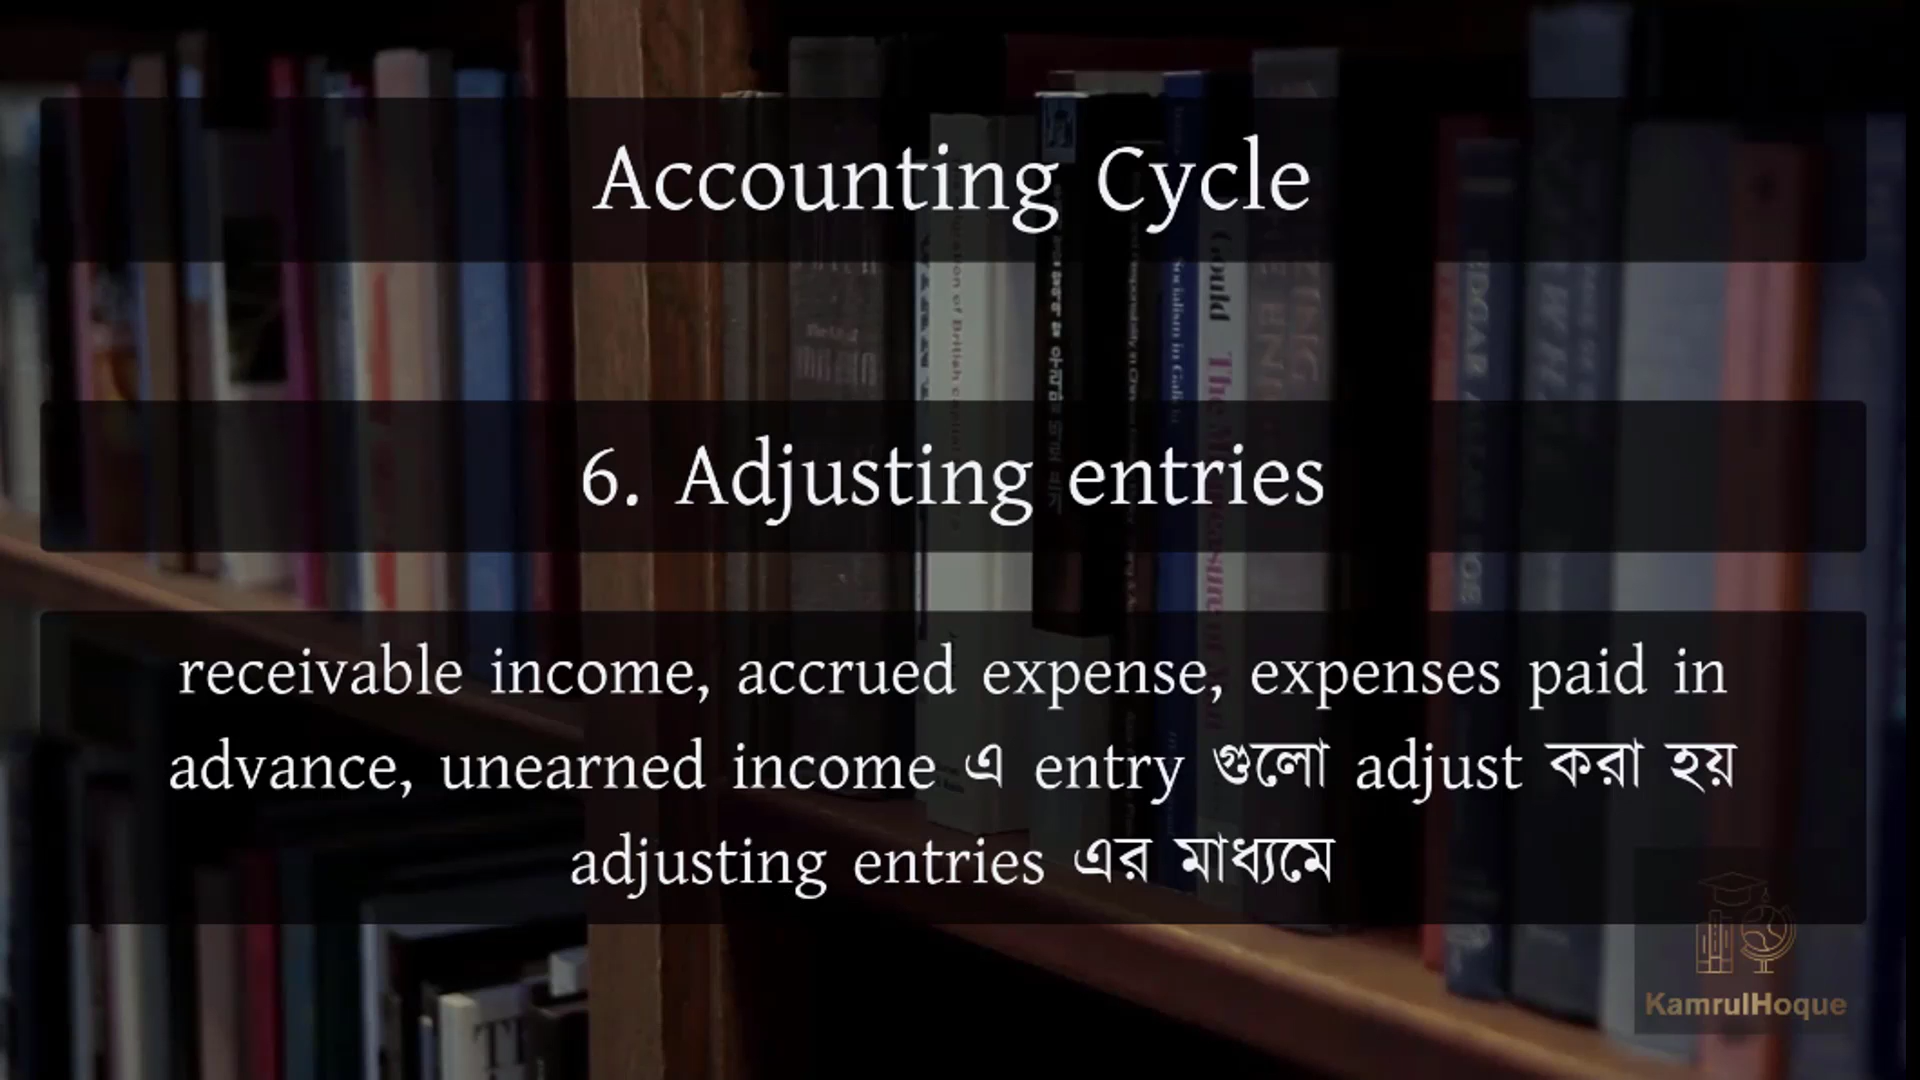 Accounting Cycle
6. Adjusting entries
receivable income, accrued expense, expenses paid in
advance, unearned income এ entry গুলো adjust করা হয়
adjusting entries এর মাধ্যমে
KamrulHoque